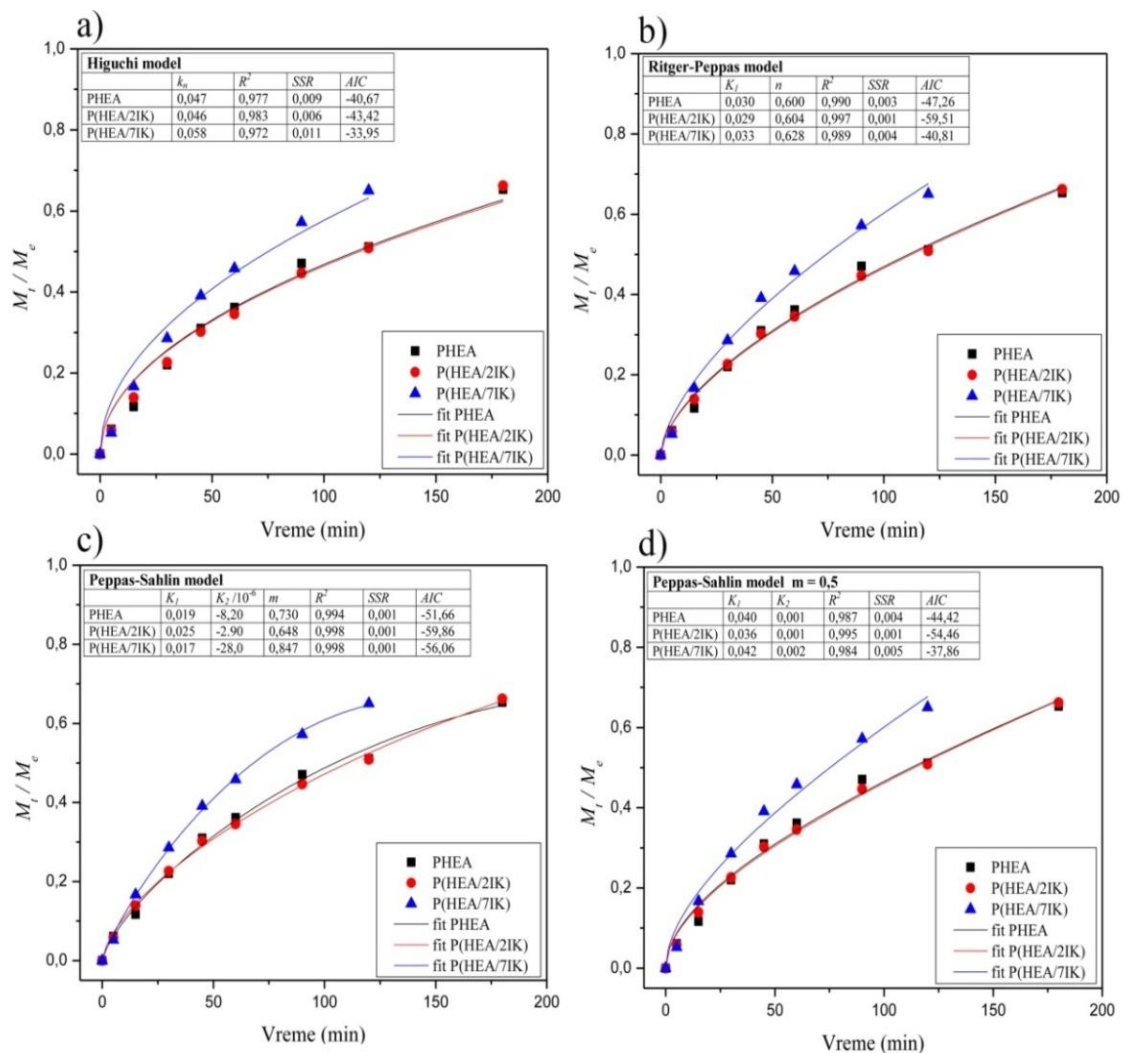 a)
1,0
0,8
0,6
0,4
0,2
0,0
M_t / M_e
Higuchi model
k_n R^2 SSR AIC
PHEA 0,047 0,977 0,009 -40,67
P(HEA/2IK) 0,046 0,983 0,006 -43,42
P(HEA/7IK) 0,058 0,972 0,011 -33,95
PHEA
P(HEA/2IK)
P(HEA/7IK)
fit PHEA
fit P(HEA/2IK)
fit P(HEA/7IK)
0 50 100 150 200
Vreme (min)
b)
1,0
0,8
0,6
0,4
0,2
0,0
M_t / M_e
Ritger-Peppas model
K_1 n R^2 SSR AIC
PHEA 0,030 0,600 0,990 0,003 -47,26
P(HEA/2IK) 0,029 0,604 0,997 0,001 -59,51
P(HEA/7IK) 0,033 0,628 0,989 0,004 -40,81
PHEA
P(HEA/2IK)
P(HEA/7IK)
fit PHEA
fit P(HEA/2IK)
fit P(HEA/7IK)
0 50 100 150 200
Vreme (min)
c)
1,0
0,8
0,6
0,4
0,2
0,0
M_t / M_e
Peppas-Sahlin model
K_1 K_2 /10^-6 m R^2 SSR AIC
PHEA 0,019 -8,20 0,730 0,994 0,001 -51,66
P(HEA/2IK) 0,025 -2.90 0,648 0,998 0,001 -59,86
P(HEA/7IK) 0,017 -28,0 0,847 0,998 0,001 -56,06
PHEA
P(HEA/2IK)
P(HEA/7IK)
fit PHEA
fit P(HEA/2IK)
fit P(HEA/7IK)
0 50 100 150 200
Vreme (min)
d)
1,0
0,8
0,6
0,4
0,2
0,0
M_t / M_e
Peppas-Sahlin model m = 0,5
K_1 K_2 R^2 SSR AIC
PHEA 0,040 0,001 0,987 0,004 -44,42
P(HEA/2IK) 0,036 0,001 0,995 0,001 -54,46
P(HEA/7IK) 0,042 0,002 0,984 0,005 -37,86
PHEA
P(HEA/2IK)
P(HEA/7IK)
fit PHEA
fit P(HEA/2IK)
fit P(HEA/7IK)
0 50 100 150 200
Vreme (min)